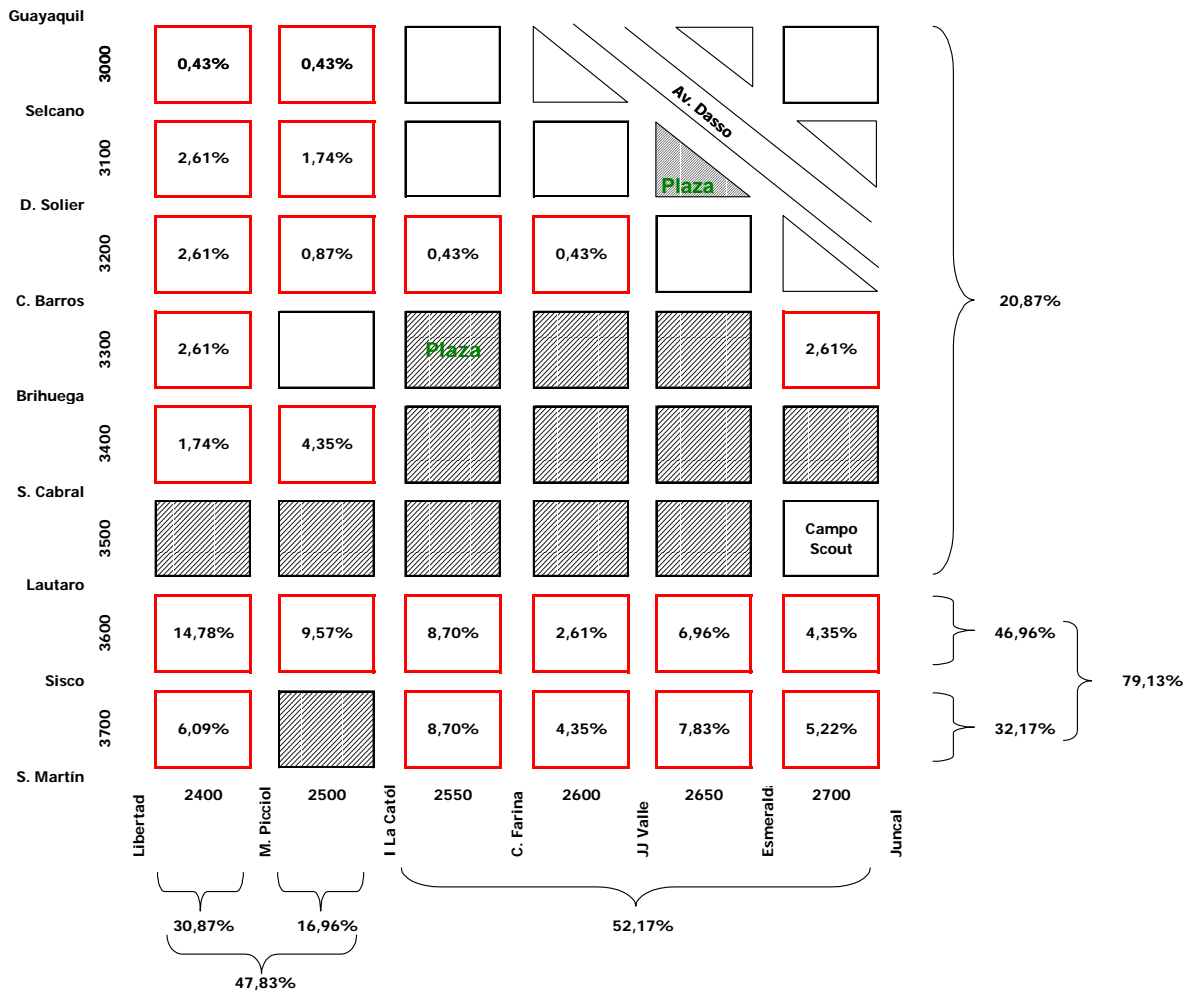 Guayaquil
3000
0,43%
0,43%
Av. Dasso
Selcano
3100
2,61%
1,74%
Plaza
D. Solier
3200
2,61%
0,87%
0,43%
0,43%
C. Barros
20,87%
3300
2,61%
Plaza
2,61%
Brihuega
3400
1,74%
4,35%
S. Cabral
3500
Campo
Scout
Lautaro
3600
14,78%
9,57%
8,70%
2,61%
6,96%
4,35%
46,96%
Sisco
79,13%
3700
6,09%
8,70%
4,35%
7,83%
5,22%
32,17%
S. Martín
2400
2500
2550
2600
2650
2700
Libertad
M. Picciol
I La Catól
C. Farina
JJ Valle
Esmerald
Juncal
30,87%
16,96%
52,17%
47,83%